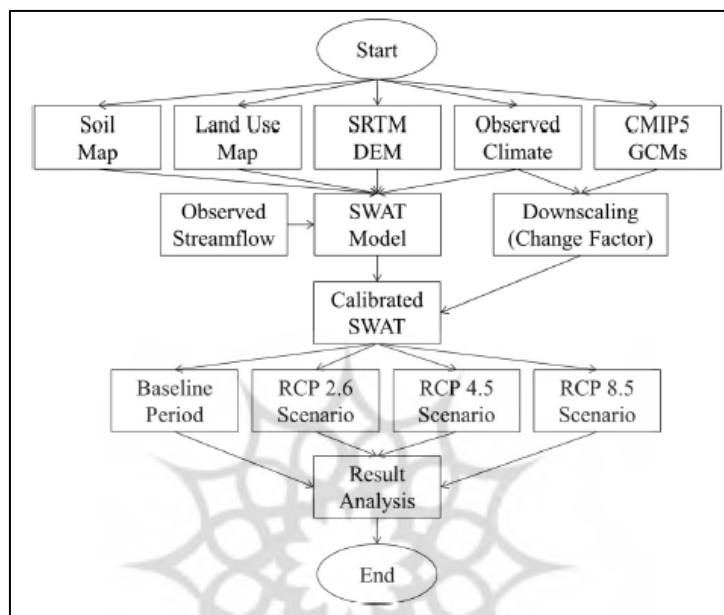 Start
Soil
Map
Land Use
Map
SRTM
DEM
Observed
Climate
CMIP5
GCMs
Observed
Streamflow
SWAT
Model
Downscaling
(Change Factor)
Calibrated
SWAT
Baseline
Period
RCP 2.6
Scenario
RCP 4.5
Scenario
RCP 8.5
Scenario
Result
Analysis
End